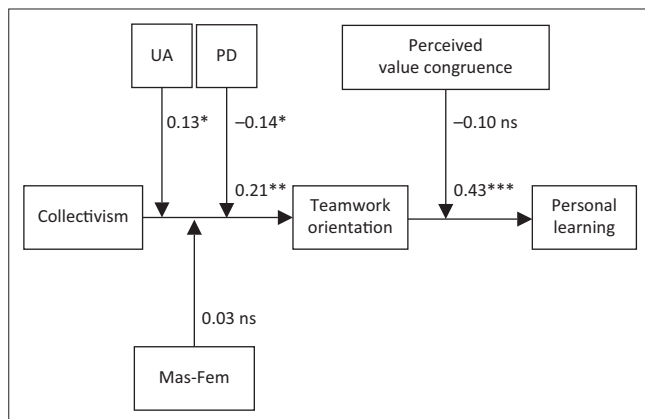 UA
PD
Perceived
value congruence
0.13*
–0.14*
–0.10 ns
0.21**
0.43***
Collectivism
Teamwork
orientation
Personal
learning
0.03 ns
Mas-Fem